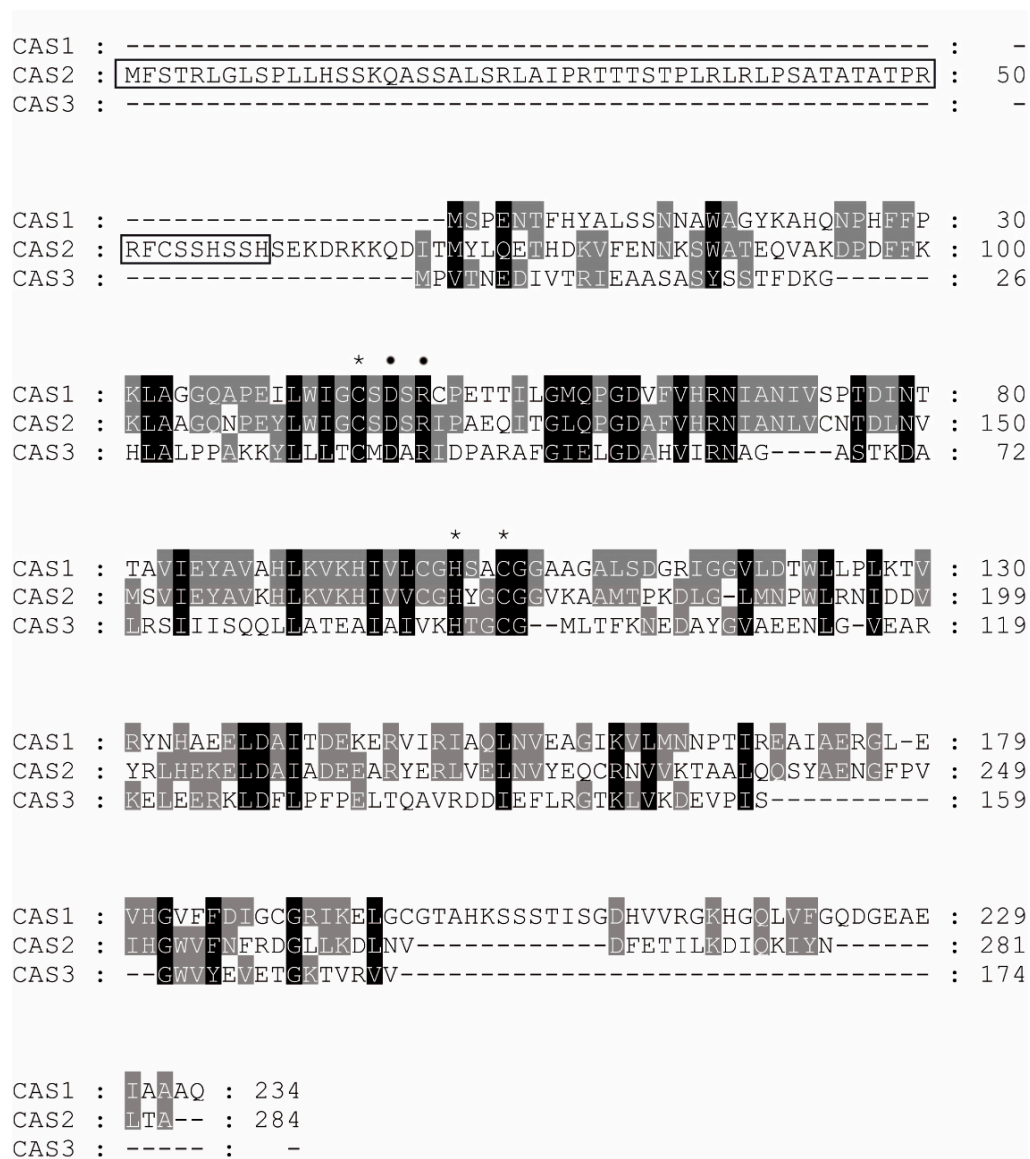 CAS1 : -------------------------------------------------- : -
CAS2 : MFSTRLGLSPLLHSSKQASSALSRLAIPRTTTSTPLRLRLPSATATATPR : 50
CAS3 : -------------------------------------------------- : -
CAS1 : --------------------MSPENTFHYALSSNNAWAGYKAHQNPHFFP : 30
CAS2 : RFCSSHSSHSEKDRKKQDITMYLQETHDKVFENNKSWATEQVAKDPDFFK : 100
CAS3 : ------------------MPVTNEDIVTRIEAASASYSSTFDKG------ : 26
* • •
CAS1 : KLAGGQAPEILWIGCSDSRCPETTILGMQPGDVFVHRNIANIVSPTDINT : 80
CAS2 : KLAAGQNPEYLWIGCSDSRIPAEQITGLQPGDAFVHRNIANLVCNTDLNV : 150
CAS3 : HLALPPAKKYLLLTCMDARIDPARAFGIELGDAHVIRNAG----ASTKDA : 72
* *
CAS1 : TAVIEYAVAHLKVKHIVLCGHSACGGAAGALSDGRIGGVLDTWLLPLKTV : 130
CAS2 : MSVIEYAVKHLKVKHIVVCGHYGCGGVKAAMTPKDLG-LMNPWLRNIDDV : 199
CAS3 : LRSIIISQQLLATEAIAIVKHTGCG--MLTFKNEDAYGVAEENLG-VEAR : 119
CAS1 : RYNHAEELDAITDEKERVIRIAQLNVEAGIKVLMNNPTIREAIAERGL-E : 179
CAS2 : YRLHEKELDAIADEEARYERLVELNVYEQCRNVVKTAALQQSYAENGFPV : 249
CAS3 : KELEERKLDFLPFPELTQAVRDDIEFLRGTKLVKDEVPIS---------- : 159
CAS1 : VHGVFFDIGCGRIKELGCGTAHKSSSTISGDHVVRGKHGQLVFGQDGEAE : 229
CAS2 : IHGWVFNFRDGLLKDLNV------------DFETILKDIQKIYN------ : 281
CAS3 : --GWVYEVETGKTVRVV--------------------------------- : 174
CAS1 : IAAAQ : 234
CAS2 : LTA-- : 284
CAS3 : ----- : -